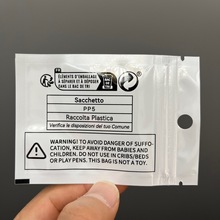 FR
ÉLÉMENTS D'EMBALLAGE
À SÉPARER ET À DÉPOSER
DANS LE BAC DE TRI
Sacchetto
PP5
Raccolta Plastica
Verifica le disposizioni del tuo Comune
WARNING: TO AVOID DANGER OF SUFFO-
CATION, KEEP AWAY FROM BABIES AND
CHILDREN. DO NOT USE IN CRIBS/BEDS
OR PLAY PENS. THIS BAG IS NOT A TOY.